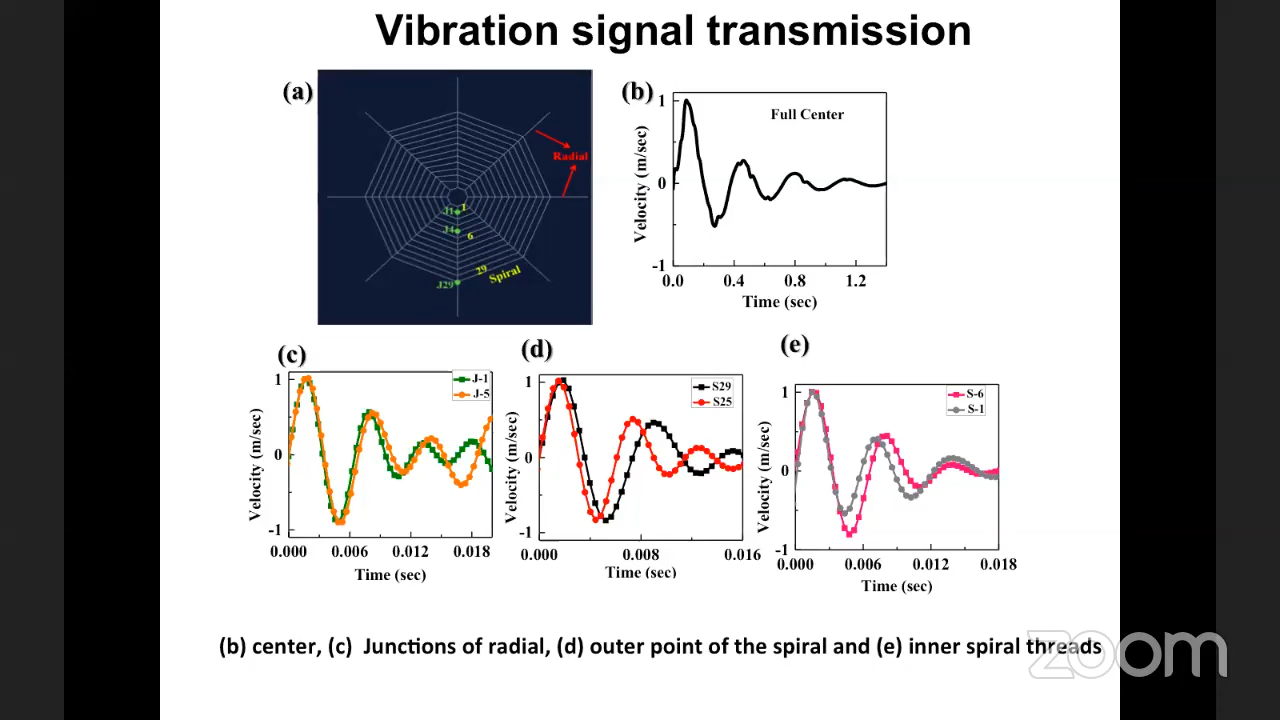 Vibration signal transmission
(a)
Radial
J1
1
J4
6
29
Spiral
J29
(b)
Full Center
Velocity (m/sec)
1
0
-1
0.0 0.4 0.8 1.2
Time (sec)
(c)
J-1
J-5
Velocity (m/sec)
1
0
-1
0.000 0.006 0.012 0.018
Time (sec)
(d)
S29
S25
Velocity (m/sec)
1
0
-1
0.000 0.008 0.016
Time (sec)
(e)
S-6
S-1
Velocity (m/sec)
1
0
-1
0.000 0.006 0.012 0.018
Time (sec)
(b) center, (c) Junctions of radial, (d) outer point of the spiral and (e) inner spiral threads
zoom